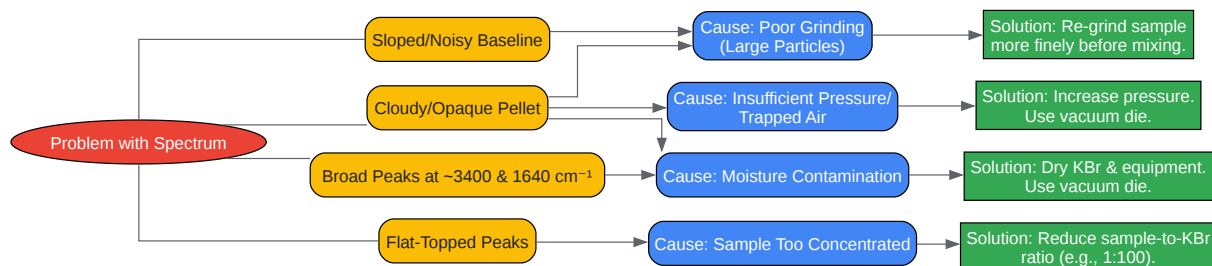 Problem with Spectrum
Sloped/Noisy Baseline
Cloudy/Opaque Pellet
Broad Peaks at ~3400 & 1640 cm⁻¹
Flat-Topped Peaks
Cause: Poor Grinding
(Large Particles)
Cause: Insufficient Pressure/
Trapped Air
Cause: Moisture Contamination
Cause: Sample Too Concentrated
Solution: Re-grind sample
more finely before mixing.
Solution: Increase pressure.
Use vacuum die.
Solution: Dry KBr & equipment.
Use vacuum die.
Solution: Reduce sample-to-KBr
ratio (e.g., 1:100).